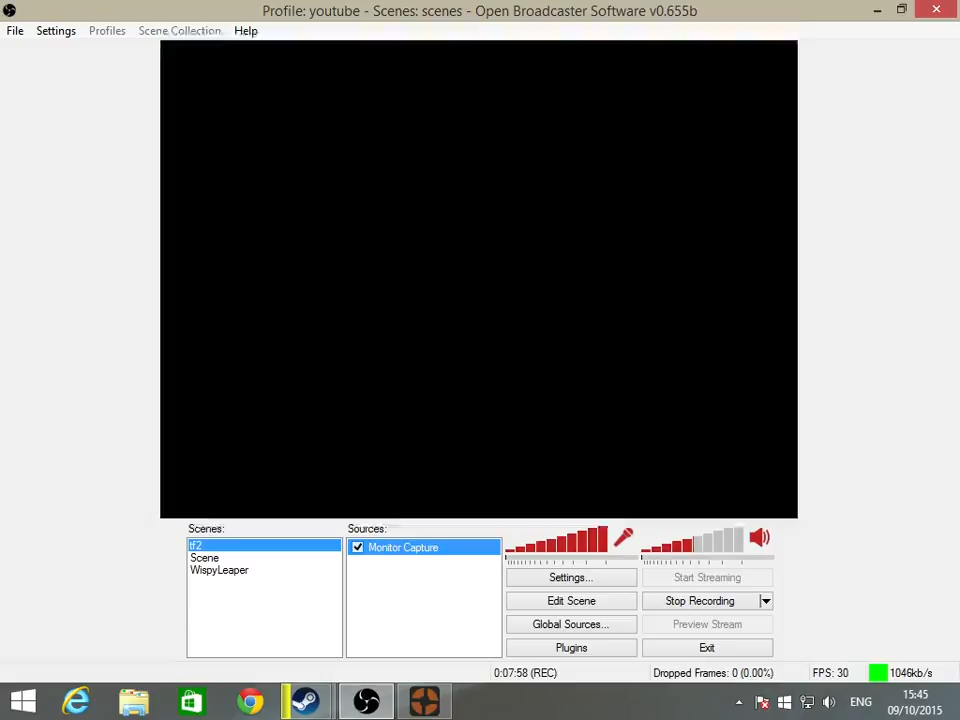 Profile: youtube - Scenes: scenes - Open Broadcaster Software v0.655b
File Settings Profiles Scene Collection Help
Scenes: Sources:
tf2
Scene
WispyLeaper
Monitor Capture
Settings... Start Streaming
Edit Scene Stop Recording
Global Sources... Preview Stream
Plugins Exit
0:07:58 (REC) Dropped Frames: 0 (0.00%) FPS: 30 1046kb/s
ENG
15:45
09/10/2015